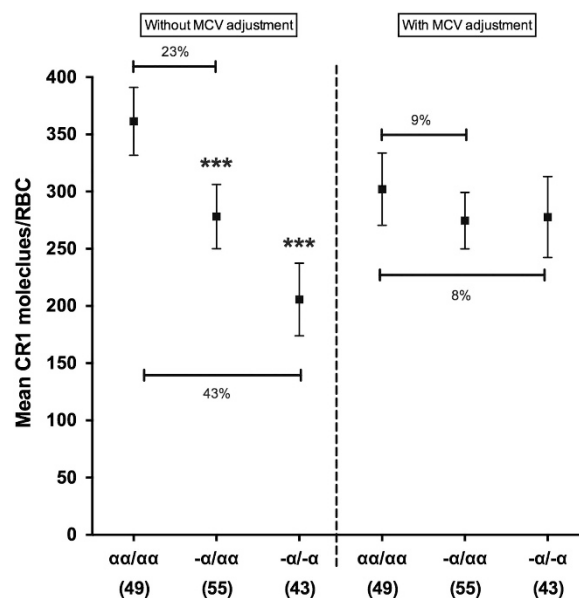 Without MCV adjustment
With MCV adjustment
23%
400
350
300
250
200
150
100
50
0
Mean CR1 moleclues/RBC
***
***
43%
9%
8%
αα/αα
-α/αα
-α/-α
αα/αα
-α/αα
-α/-α
(49)
(55)
(43)
(49)
(55)
(43)